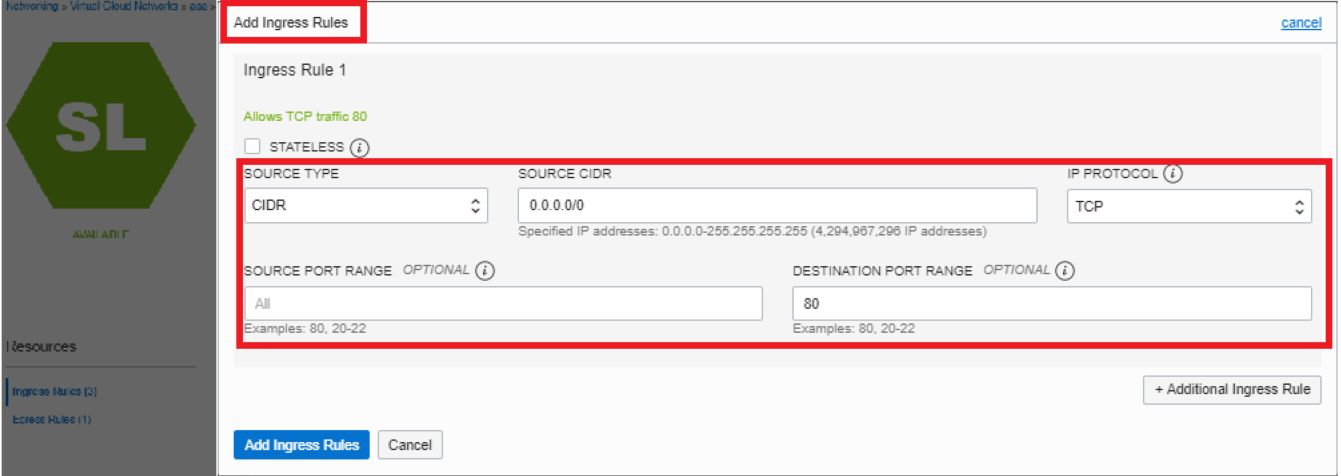 Networking » Virtual Cloud Networks » aaa »
Add Ingress Rules
cancel
SL
AVAILABLE
Resources
Ingress Rules (3)
Egress Rules (1)
Ingress Rule 1
Allows TCP traffic 80
STATELESS i
SOURCE TYPE
CIDR
SOURCE CIDR
0.0.0.0/0
Specified IP addresses: 0.0.0.0-255.255.255.255 (4,294,967,296 IP addresses)
IP PROTOCOL i
TCP
SOURCE PORT RANGE OPTIONAL i
All
Examples: 80, 20-22
DESTINATION PORT RANGE OPTIONAL i
80
Examples: 80, 20-22
+ Additional Ingress Rule
Add Ingress Rules
Cancel